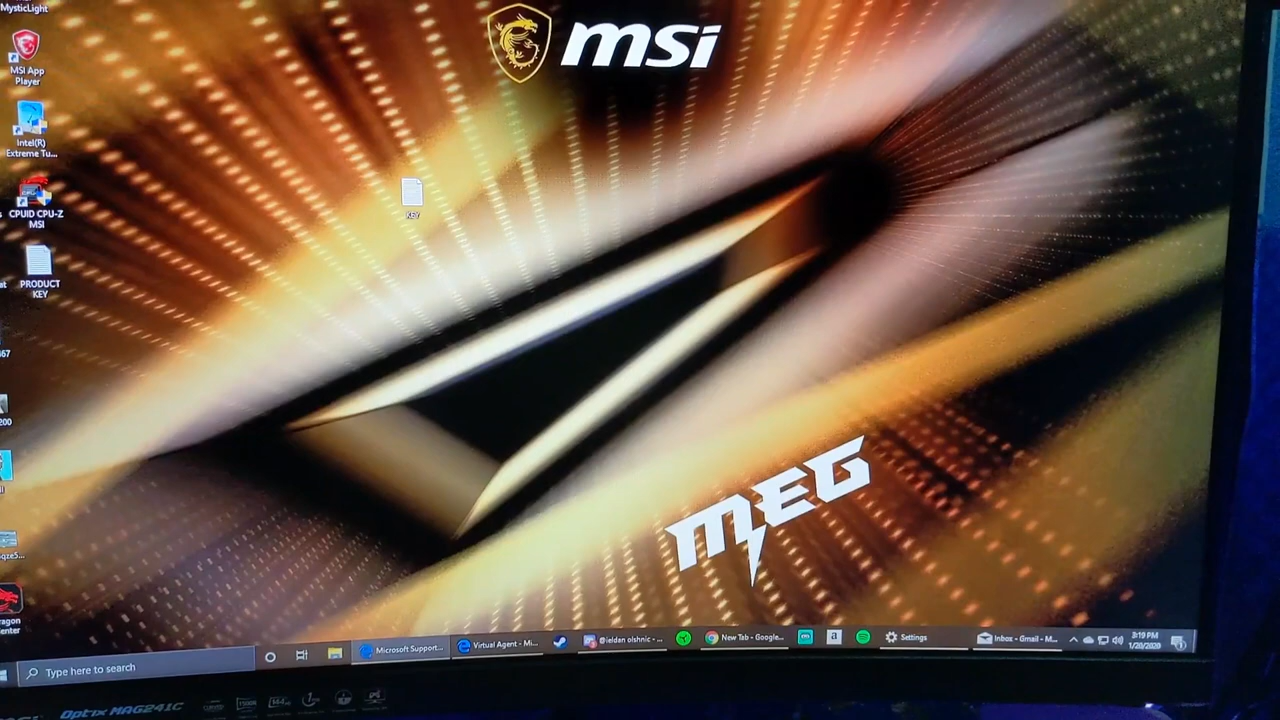 MysticLight
MSI App
Player
Intel(R)
Extreme Tu...
CPUID CPU-Z
MSI
PRODUCT
KEY
KEY
msi
MEG
Type here to search
Microsoft Support...
Virtual Agent - Mi...
@ieldan olshnic - ...
New Tab - Google...
a
Settings
Inbox - Gmail - M...
3:19 PM
1/20/2020
Optix MAG241C